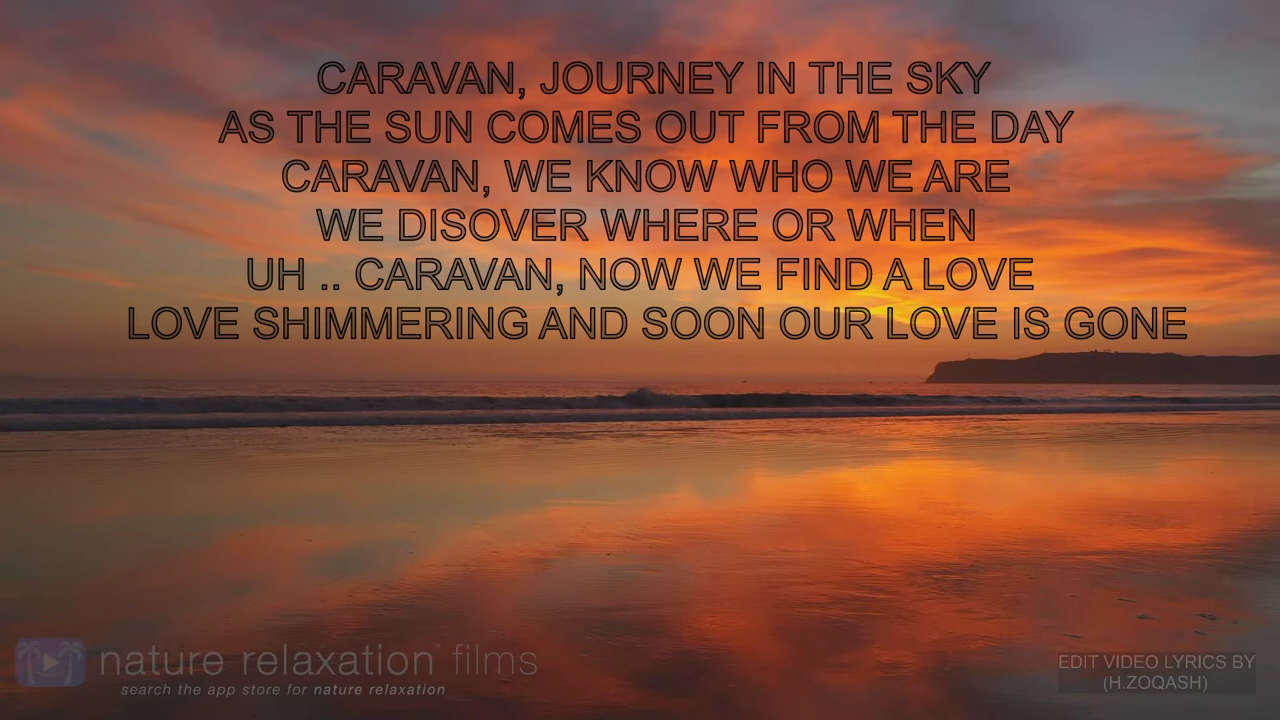 CARAVAN, JOURNEY IN THE SKY
AS THE SUN COMES OUT FROM THE DAY
CARAVAN, WE KNOW WHO WE ARE
WE DISOVER WHERE OR WHEN
UH .. CARAVAN, NOW WE FIND A LOVE
LOVE SHIMMERING AND SOON OUR LOVE IS GONE
nature relaxation™ films
search the app store for nature relaxation
EDIT VIDEO LYRICS BY
(H.ZOQASH)